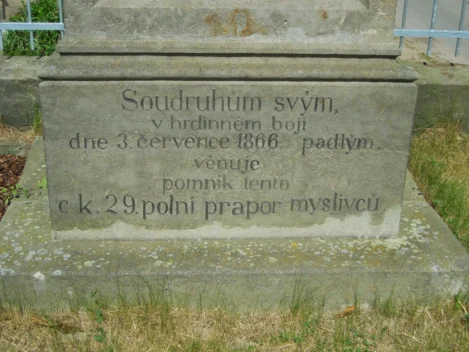 Soudruhům svým,
v hrdinném boji
dne 3. července 1866. padlým
věnuje
pomník tento
c. k. 29. polní prapor myslivců